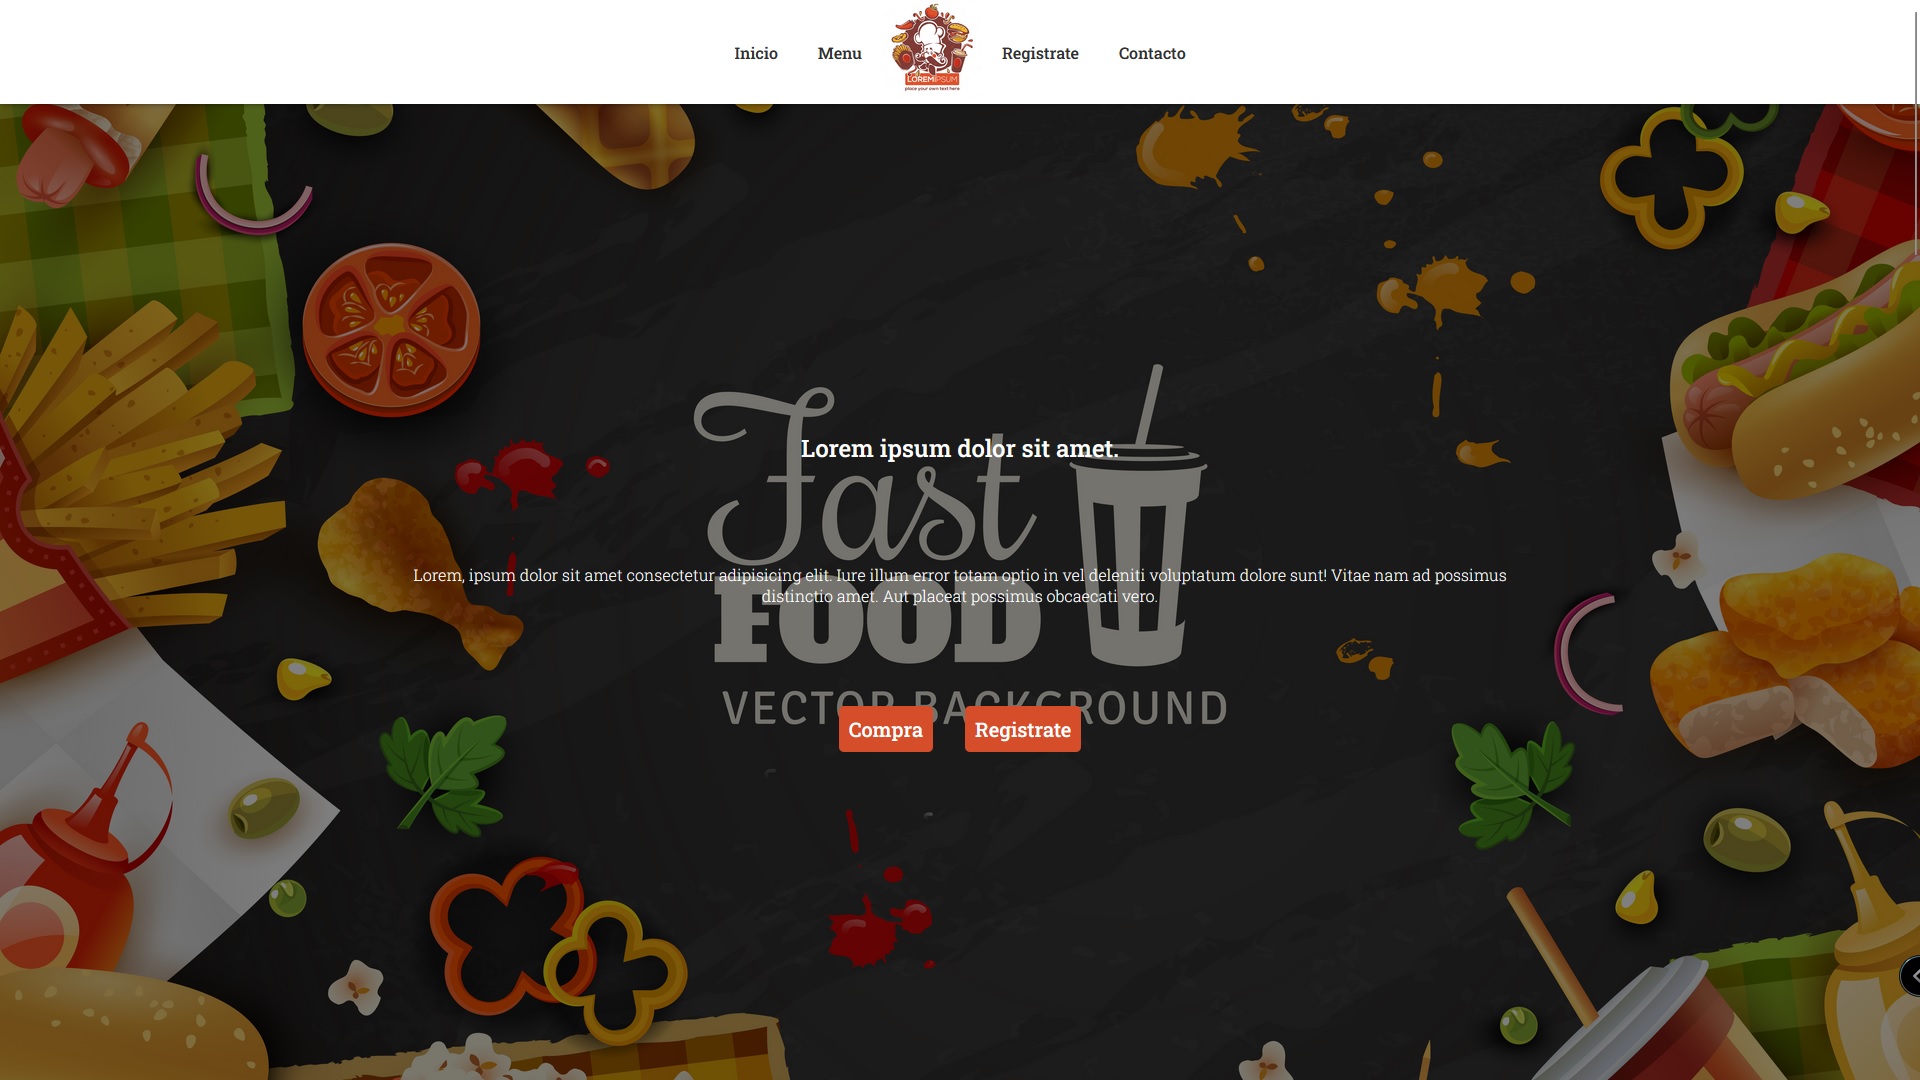 Inicio
Menu
LOREMIPSUM
place your own text here
Registrate
Contacto
Lorem ipsum dolor sit amet.
Fast
Lorem, ipsum dolor sit amet consectetur adipisicing elit. Iure illum error totam optio in vel deleniti voluptatum dolore sunt! Vitae nam ad possimus
distinctio amet. Aut placeat possimus obcaecati vero.
FOOD
VECTOR BACKGROUND
Compra
Registrate